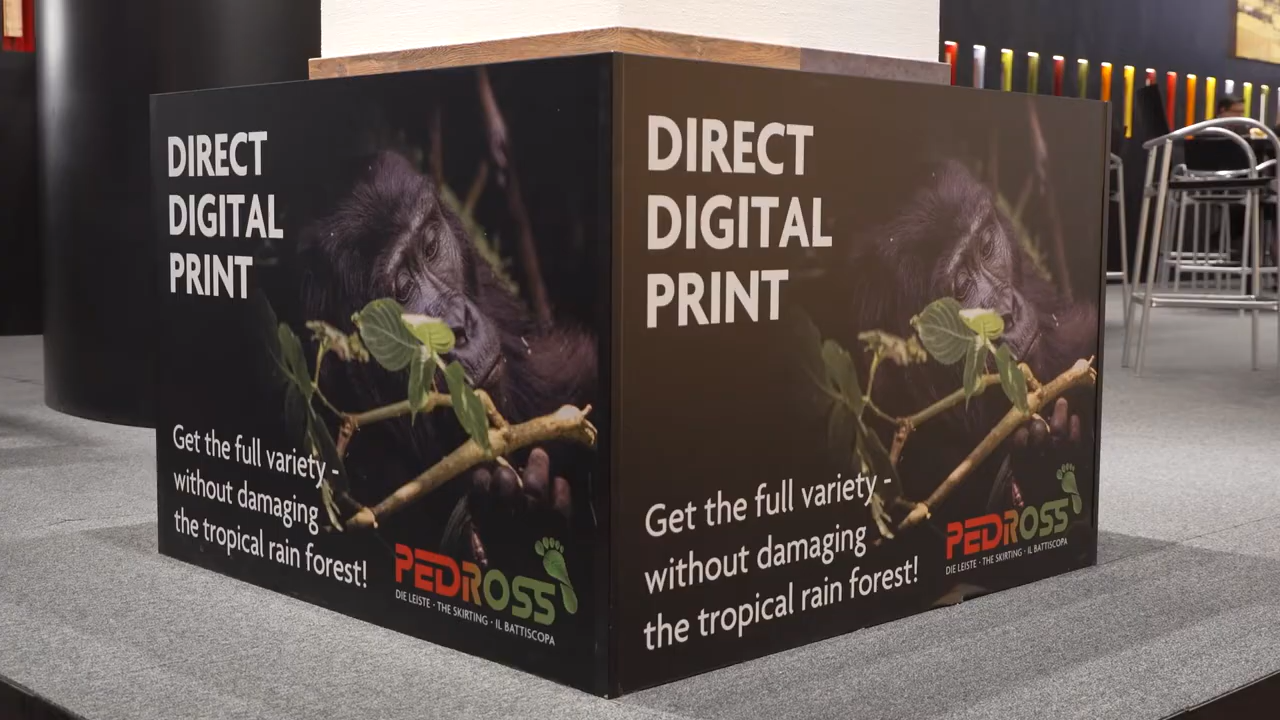 DIRECT
DIGITAL
PRINT
Get the full variety -
without damaging
the tropical rain forest!
PEDROSS
DIE LEISTE · THE SKIRTING · IL BATTISCOPA
DIRECT
DIGITAL
PRINT
Get the full variety -
without damaging
the tropical rain forest!
PEDROSS
DIE LEISTE · THE SKIRTING · IL BATTISCOPA